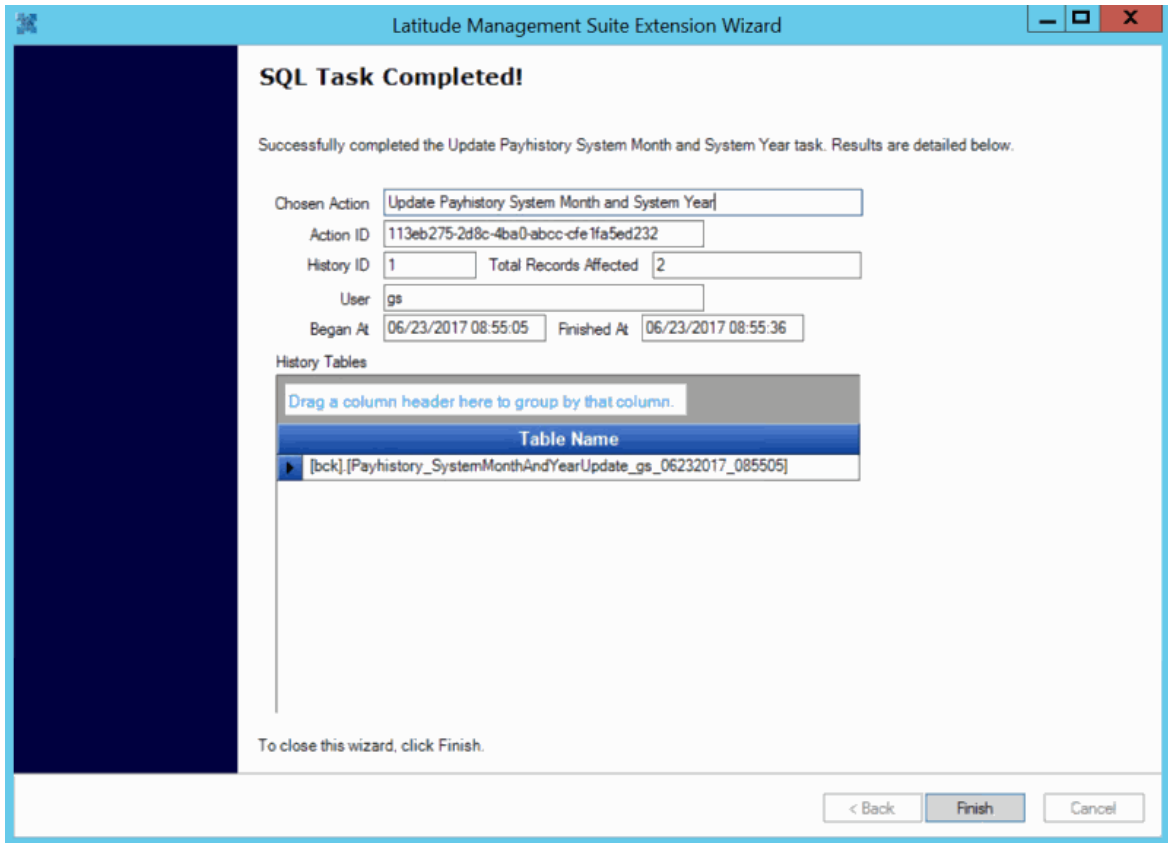 Latitude Management Suite Extension Wizard
SQL Task Completed!
Successfully completed the Update Payhistory System Month and System Year task. Results are detailed below.
Chosen Action Update Payhistory System Month and System Year
Action ID 113eb275-2d8c-4ba0-abcc-cfe1fa5ed232
History ID 1 Total Records Affected 2
User gs
Began At 06/23/2017 08:55:05 Finished At 06/23/2017 08:55:36
History Tables
Drag a column header here to group by that column.
Table Name
[bck].[Payhistory_SystemMonthAndYearUpdate_gs_06232017_085505]
To close this wizard, click Finish.
< Back Finish Cancel